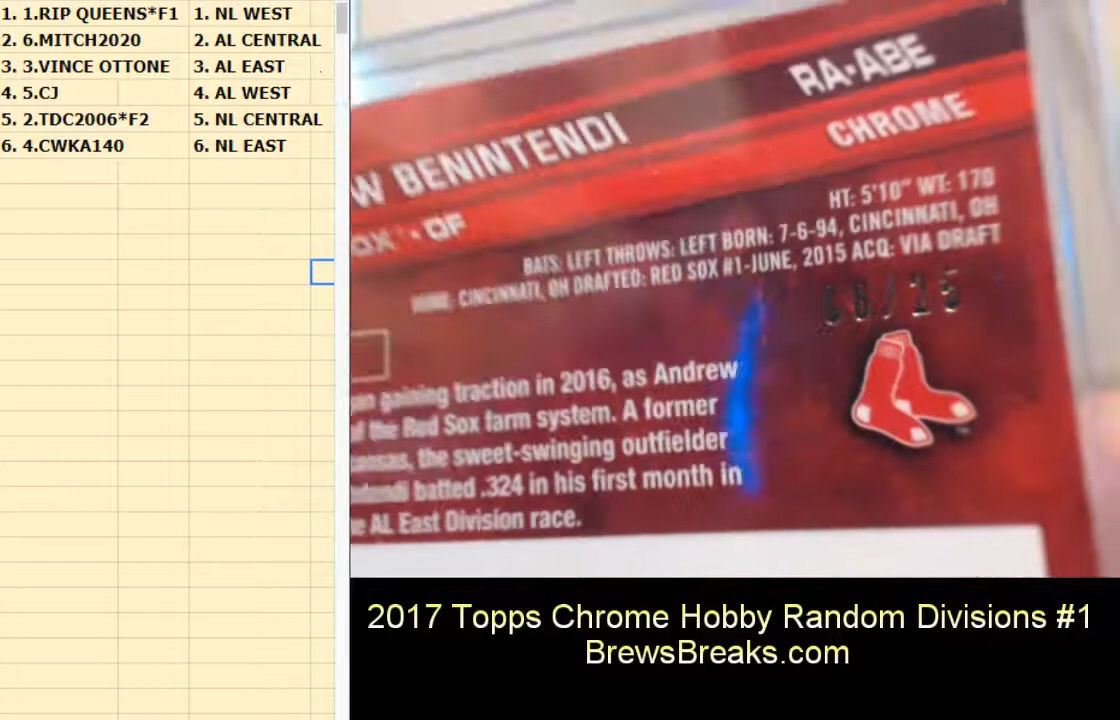 1. 1.RIP QUEENS*F1 1. NL WEST
2. 6.MITCH2020 2. AL CENTRAL
3. 3.VINCE OTTONE 3. AL EAST
4. 5.CJ 4. AL WEST
5. 2.TDC2006*F2 5. NL CENTRAL
6. 4.CWKA140 6. NL EAST
RA-ABE
W BENINTENDI
CHROME
OX • OF
HT: 5'10" WT: 170
BATS: LEFT THROWS: LEFT BORN: 7-6-94, CINCINNATI, OH
HOME: CINCINNATI, OH DRAFTED: RED SOX #1-JUNE, 2015 ACQ: VIA DRAFT
gaining traction in 2016, as Andrew
the Red Sox farm system. A former
the sweet-swinging outfielder
batted .324 in his first month in
AL East Division race.
2017 Topps Chrome Hobby Random Divisions #1
BrewsBreaks.com